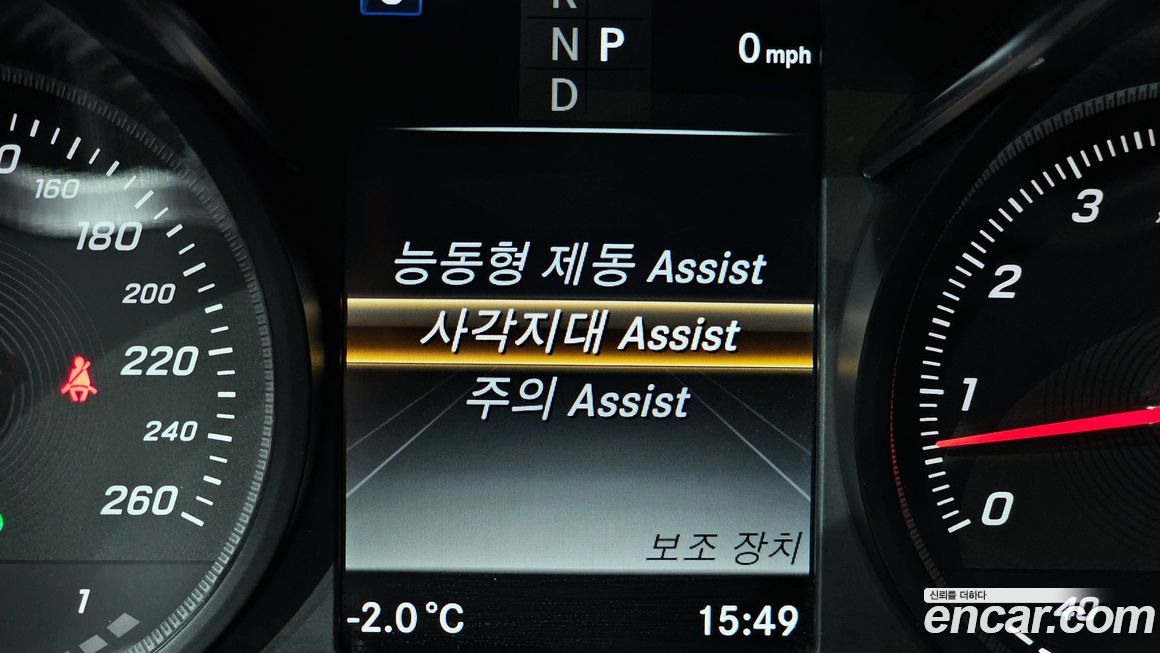 R
N P
0 mph
D
160
180
200
220
240
260
1
능동형 제동 Assist
사각지대 Assist
주의 Assist
보조 장치
-2.0 °C
15:49
3
2
1
0
40
신뢰를 더하다
encar.com